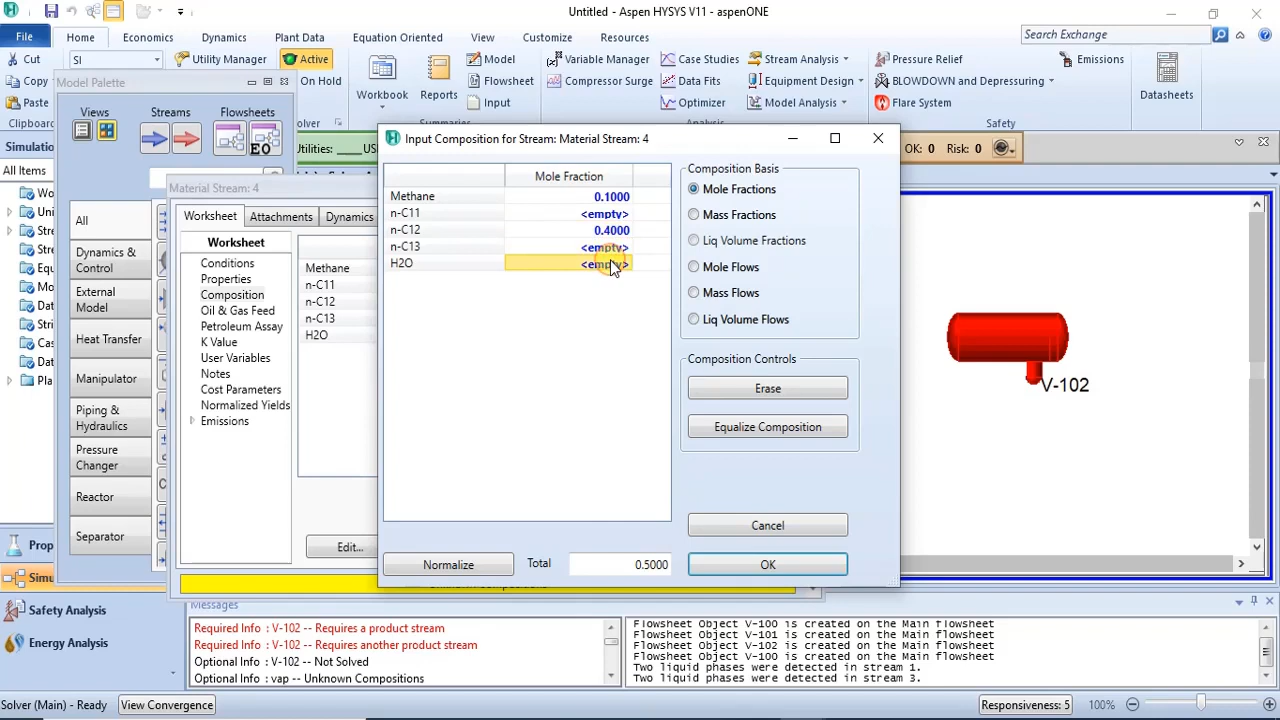 Untitled - Aspen HYSYS V11 - aspenONE
File
Home
Economics
Dynamics
Plant Data
Equation Oriented
View
Customize
Resources
Search Exchange
Cut
SI
Utility Manager
Active
Model
Variable Manager
Case Studies
Stream Analysis
Pressure Relief
Emissions
Copy
Model Palette
On Hold
Flowsheet
Compressor Surge
Data Fits
Equipment Design
BLOWDOWN and Depressuring
Paste
Workbook
Reports
Input
Optimizer
Model Analysis
Flare System
Datasheets
Clipboard
Views
Streams
Flowsheets
Solver
Summaries
Analysis
Safety
EO
Utilities: ____US
OK: 0
Risk: 0
Input Composition for Stream: Material Stream: 4
All Items
Material Stream: 4
Worksheet
Attachments
Dynamics
Worksheet
Conditions
Properties
Composition
Oil & Gas Feed
Petroleum Assay
K Value
User Variables
Notes
Cost Parameters
Normalized Yields
Emissions
All
Dynamics & Control
External Model
Heat Transfer
Manipulator
Piping & Hydraulics
Pressure Changer
Reactor
Separator
Methane
n-C11
n-C12
n-C13
H2O
Edit...
Mole Fraction
Methane 0.1000
n-C11 <empty>
n-C12 0.4000
n-C13 <empty>
H2O <empty>
Normalize
Total
0.5000
Composition Basis
Mole Fractions
Mass Fractions
Liq Volume Fractions
Mole Flows
Mass Flows
Liq Volume Flows
Composition Controls
Erase
Equalize Composition
Cancel
OK
V-102
Safety Analysis
Energy Analysis
Messages
Required Info : V-102 -- Requires a product stream
Required Info : V-102 -- Requires another product stream
Optional Info : V-102 -- Not Solved
Optional Info : vap -- Unknown Compositions
Flowsheet Object V-100 is created on the Main flowsheet
Flowsheet Object V-101 is created on the Main flowsheet
Flowsheet Object V-102 is created on the Main flowsheet
Flowsheet Object V-100 is created on the Main flowsheet
Two liquid phases were detected in stream 1.
Two liquid phases were detected in stream 3.
Solver (Main) - Ready
View Convergence
Responsiveness: 5
100%